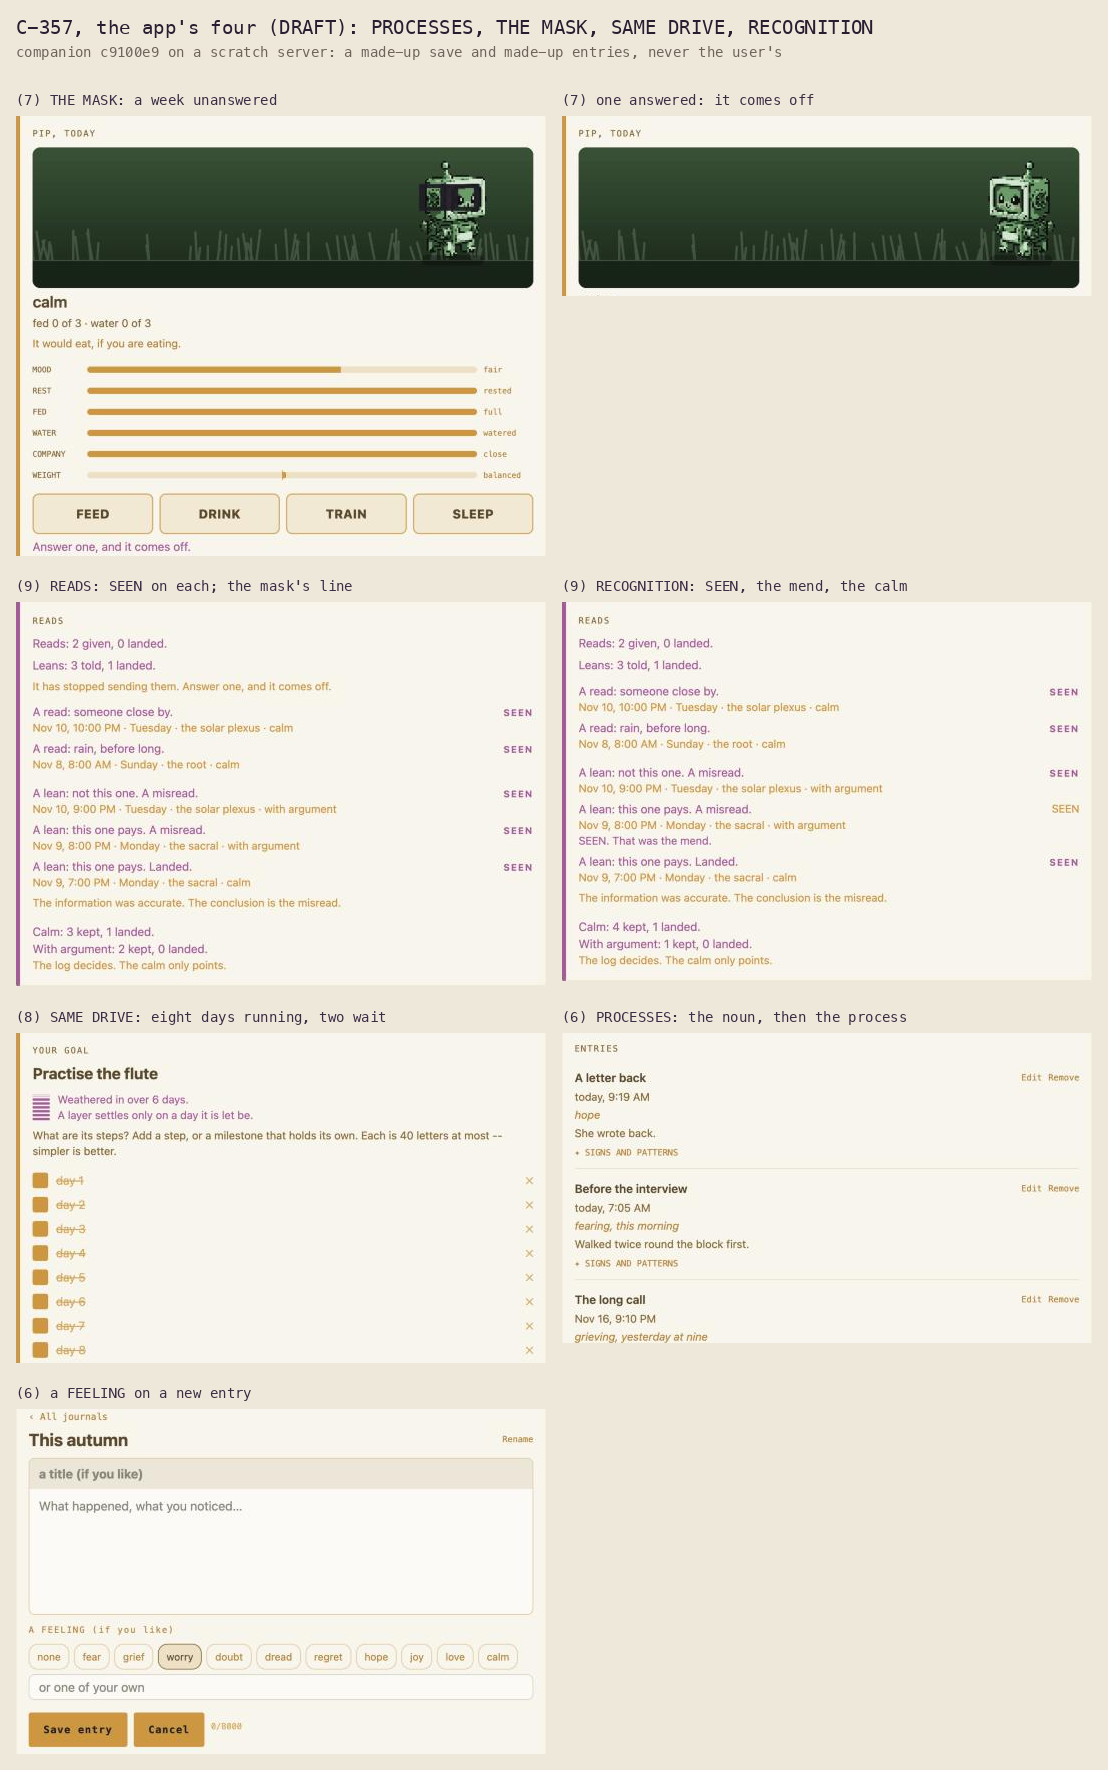 C−357, the app's four (DRAFT): PROCESSES, THE MASK, SAME DRIVE, RECOGNITION
companion c9100e9 on a scratch server: a made−up save and made−up entries, never the user's
(7) THE MASK: a week unanswered
PIP, TODAY
calm
fed 0 of 3 · water 0 of 3
It would eat, if you are eating.
MOOD fair
REST rested
FED full
WATER watered
COMPANY close
WEIGHT balanced
FEED DRINK TRAIN SLEEP
Answer one, and it comes off.
(7) one answered: it comes off
PIP, TODAY
(9) READS: SEEN on each; the mask's line
READS
Reads: 2 given, 0 landed.
Leans: 3 told, 1 landed.
It has stopped sending them. Answer one, and it comes off.
A read: someone close by. SEEN
Nov 10, 10:00 PM · Tuesday · the solar plexus · calm
A read: rain, before long. SEEN
Nov 8, 8:00 AM · Sunday · the root · calm
A lean: not this one. A misread. SEEN
Nov 10, 9:00 PM · Tuesday · the solar plexus · with argument
A lean: this one pays. A misread. SEEN
Nov 9, 8:00 PM · Monday · the sacral · with argument
A lean: this one pays. Landed. SEEN
Nov 9, 7:00 PM · Monday · the sacral · calm
The information was accurate. The conclusion is the misread.
Calm: 3 kept, 1 landed.
With argument: 2 kept, 0 landed.
The log decides. The calm only points.
(9) RECOGNITION: SEEN, the mend, the calm
READS
Reads: 2 given, 0 landed.
Leans: 3 told, 1 landed.
A read: someone close by. SEEN
Nov 10, 10:00 PM · Tuesday · the solar plexus · calm
A read: rain, before long. SEEN
Nov 8, 8:00 AM · Sunday · the root · calm
A lean: not this one. A misread. SEEN
Nov 10, 9:00 PM · Tuesday · the solar plexus · with argument
A lean: this one pays. A misread. SEEN
Nov 9, 8:00 PM · Monday · the sacral · with argument
SEEN. That was the mend.
A lean: this one pays. Landed. SEEN
Nov 9, 7:00 PM · Monday · the sacral · calm
The information was accurate. The conclusion is the misread.
Calm: 4 kept, 1 landed.
With argument: 1 kept, 0 landed.
The log decides. The calm only points.
(8) SAME DRIVE: eight days running, two wait
YOUR GOAL
Practise the flute
Weathered in over 6 days.
A layer settles only on a day it is let be.
What are its steps? Add a step, or a milestone that holds its own. Each is 40 letters at most --
simpler is better.
day 1 ×
day 2 ×
day 3 ×
day 4 ×
day 5 ×
day 6 ×
day 7 ×
day 8 ×
(6) PROCESSES: the noun, then the process
ENTRIES
A letter back Edit Remove
today, 9:19 AM
hope
She wrote back.
✦ SIGNS AND PATTERNS
Before the interview Edit Remove
today, 7:05 AM
fearing, this morning
Walked twice round the block first.
✦ SIGNS AND PATTERNS
The long call Edit Remove
Nov 16, 9:10 PM
grieving, yesterday at nine
(6) a FEELING on a new entry
‹ All journals
This autumn Rename
a title (if you like)
What happened, what you noticed...
A FEELING (if you like)
none fear grief worry doubt dread regret hope joy love calm
or one of your own
Save entry Cancel 0/8000